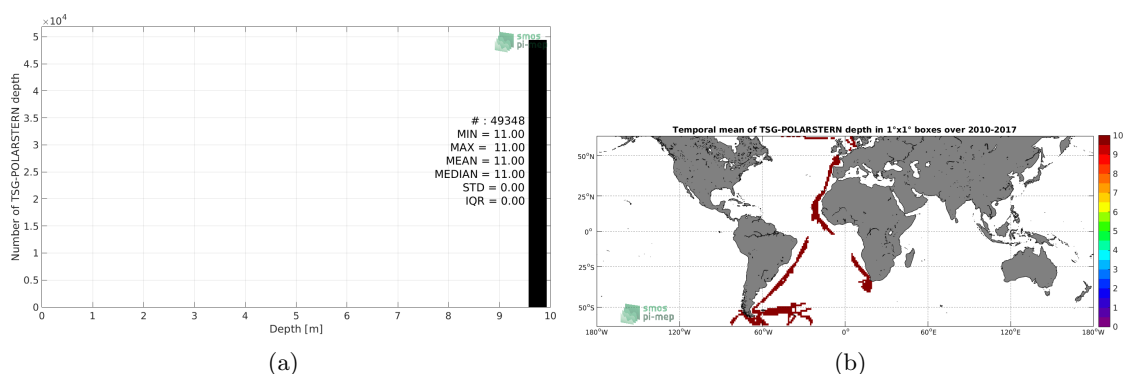 ×10⁴
5
4.5
4
3.5
3
2.5
2
1.5
1
0.5
0
Number of TSG-POLARSTERN depth
smos
pi-mep
# : 49348
MIN = 11.00
MAX = 11.00
MEAN = 11.00
MEDIAN = 11.00
STD = 0.00
IQR = 0.00
0 1 2 3 4 5 6 7 8 9 10
Depth [m]
(a)
Temporal mean of TSG-POLARSTERN depth in 1°x1° boxes over 2010-2017
50°N
25°N
0°
25°S
50°S
180°W 120°W 60°W 0° 60°E 120°E 180°W
smos
pi-mep
10
9
8
7
6
5
4
3
2
1
0
(b)